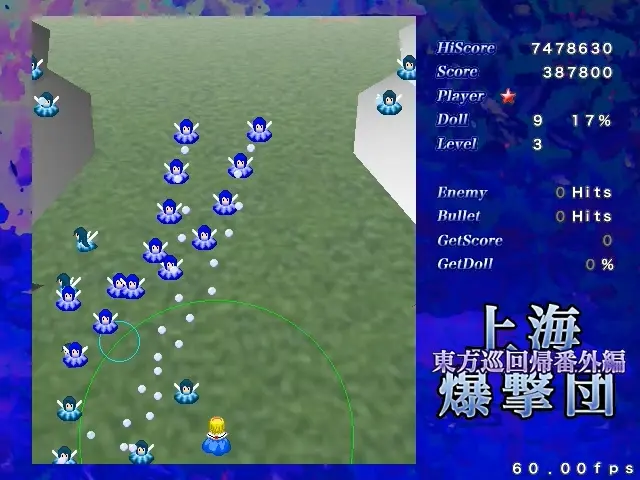 HiScore 7478630
Score 387800
Player
Doll 9 17%
Level 3
Enemy 0 Hits
Bullet 0 Hits
GetScore 0
GetDoll 0 %
上海
東方巡回帰番外編
爆撃団
60.00fps